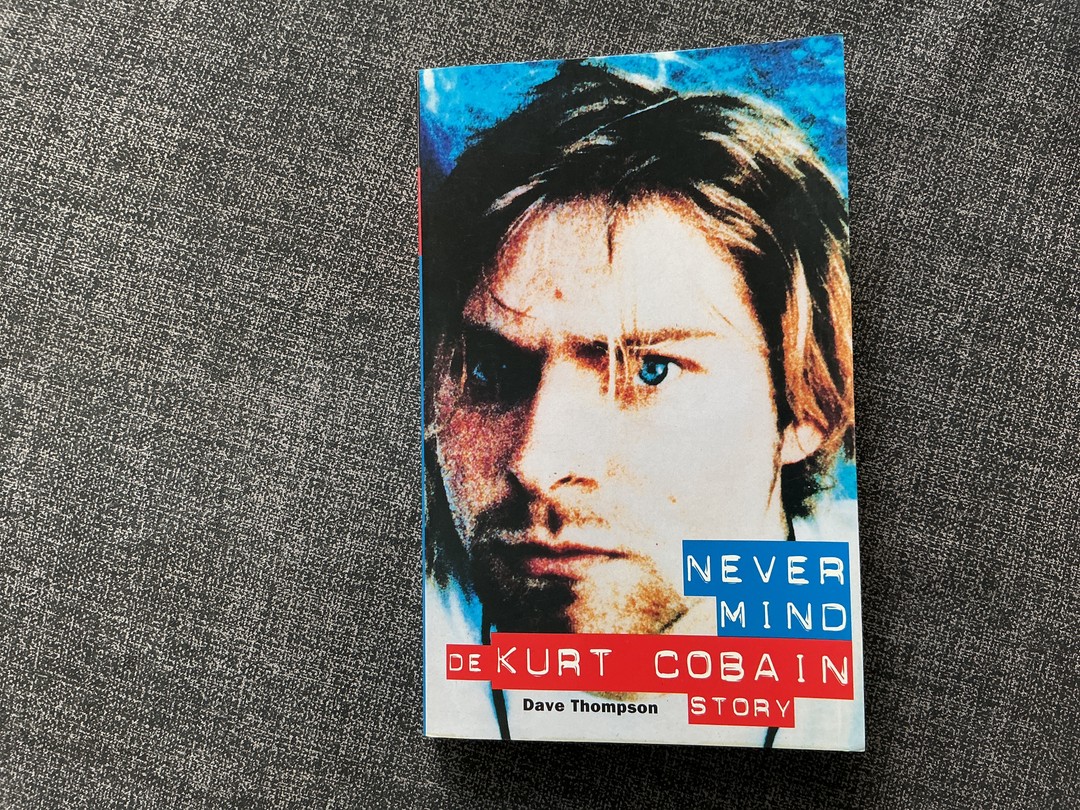 NEVER
MIND
DE KURT COBAIN
Dave Thompson STORY